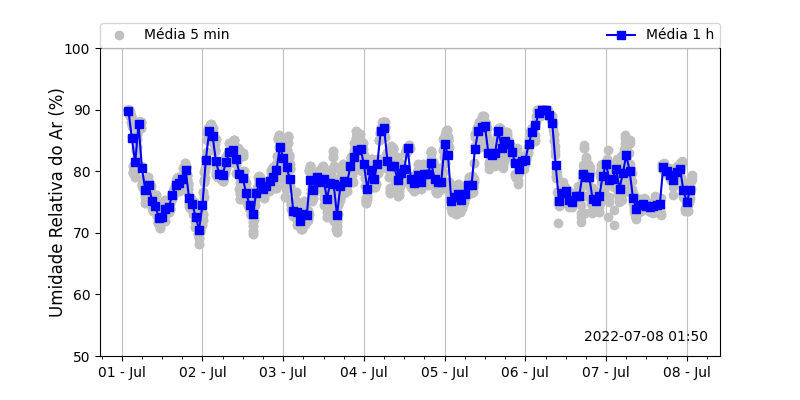 Média 5 min
Média 1 h
Umidade Relativa do Ar (%)
100
90
80
70
60
50
2022-07-08 01:50
01 - Jul
02 - Jul
03 - Jul
04 - Jul
05 - Jul
06 - Jul
07 - Jul
08 - Jul